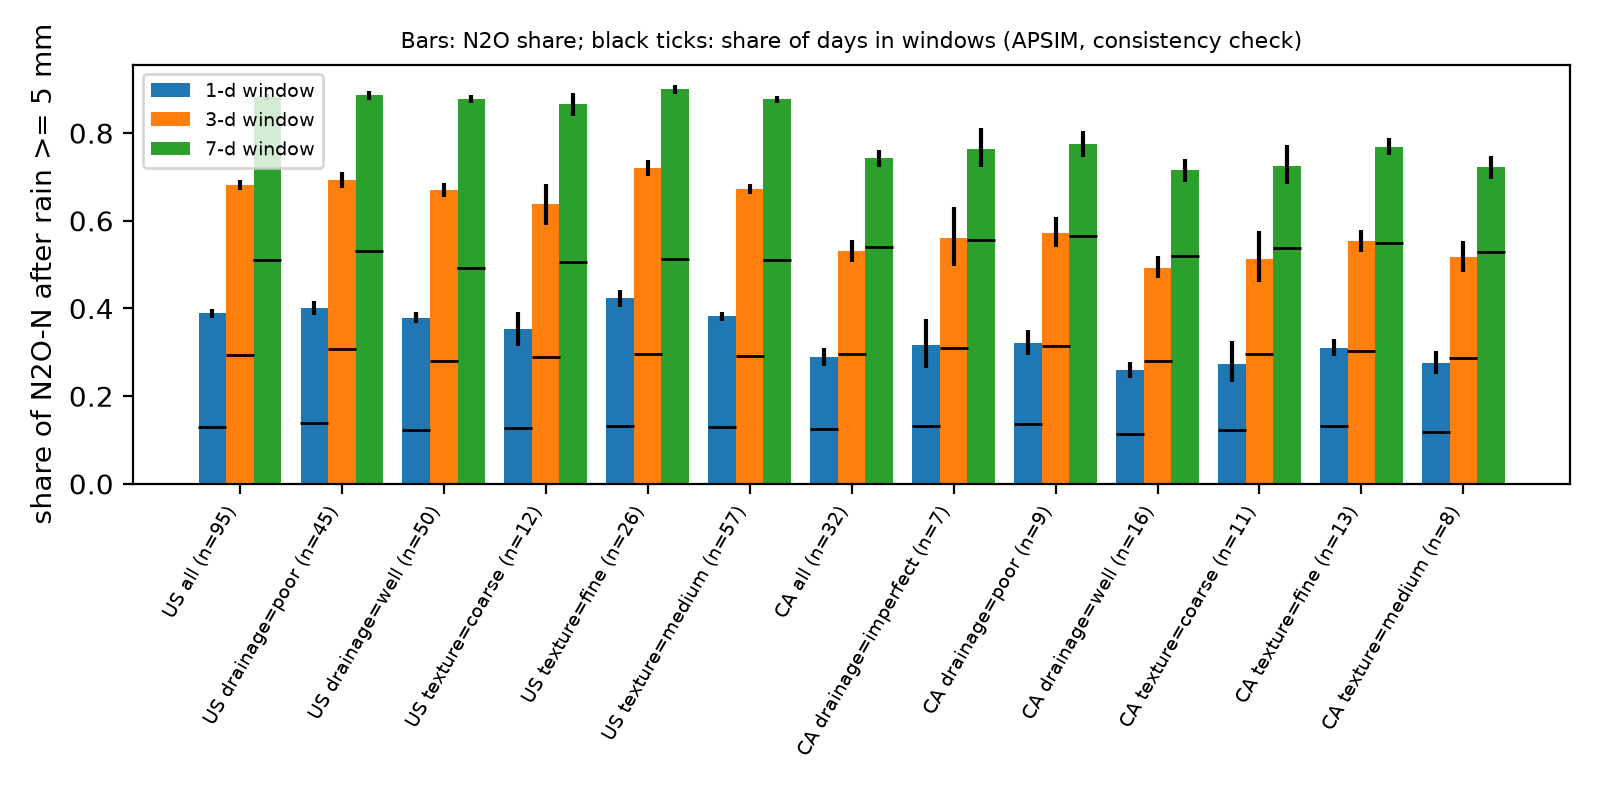 Bars: N2O share; black ticks: share of days in windows (APSIM, consistency check)
share of N2O-N after rain >= 5 mm
1-d window
3-d window
7-d window
0.8
0.6
0.4
0.2
0.0
US all (n=95)
US drainage=poor (n=45)
US drainage=well (n=50)
US texture=coarse (n=12)
US texture=fine (n=26)
US texture=medium (n=57)
CA all (n=32)
CA drainage=imperfect (n=7)
CA drainage=poor (n=9)
CA drainage=well (n=16)
CA texture=coarse (n=11)
CA texture=fine (n=13)
CA texture=medium (n=8)